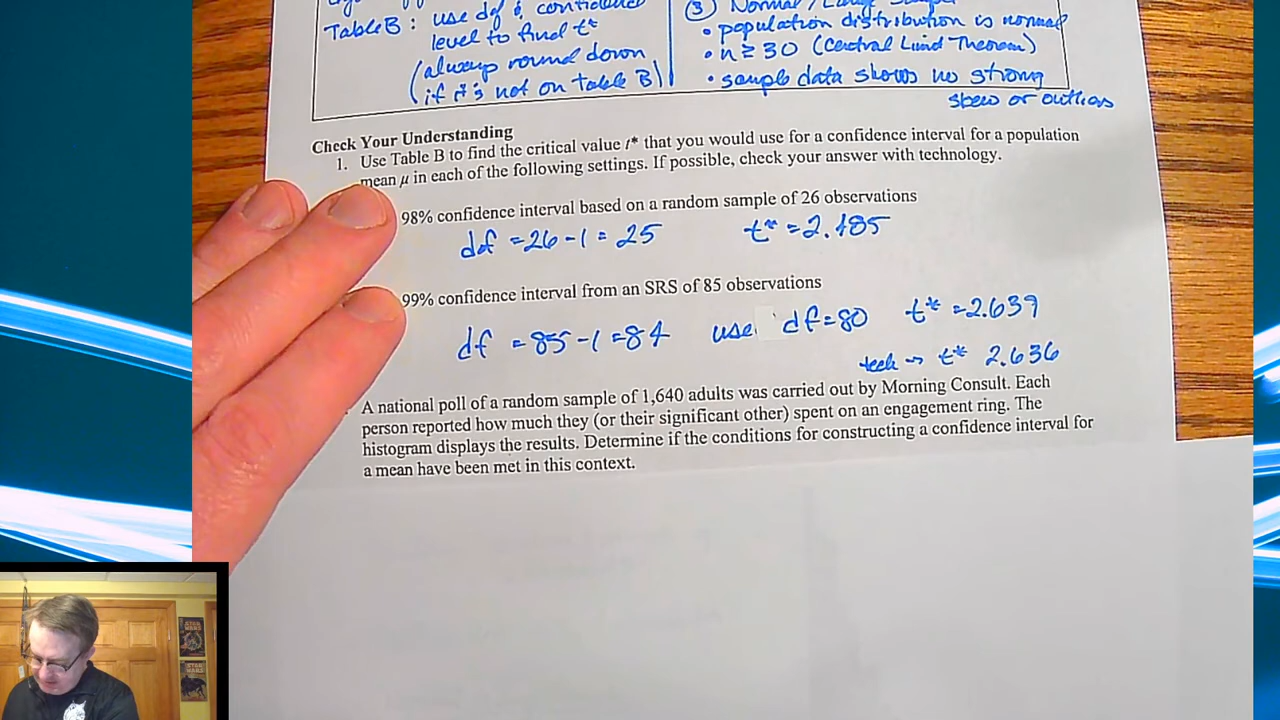 Table B: use df & confidence
level to find t*
(always round down
(if it's not on table B)
③ Normal / Large Sample
• population distribution is normal
• n ≥ 30 (Central Limit Theorem)
• sample data shows no strong
skew or outliers
Check Your Understanding
1. Use Table B to find the critical value t* that you would use for a confidence interval for a population
mean μ in each of the following settings. If possible, check your answer with technology.
98% confidence interval based on a random sample of 26 observations
df = 26 - 1 = 25 t* = 2.485
99% confidence interval from an SRS of 85 observations
df = 85 - 1 = 84 use df = 80 t* = 2.639
tech → t* 2.636
A national poll of a random sample of 1,640 adults was carried out by Morning Consult. Each
person reported how much they (or their significant other) spent on an engagement ring. The
histogram displays the results. Determine if the conditions for constructing a confidence interval for
a mean have been met in this context.
STAR
WARS
STAR
WARS